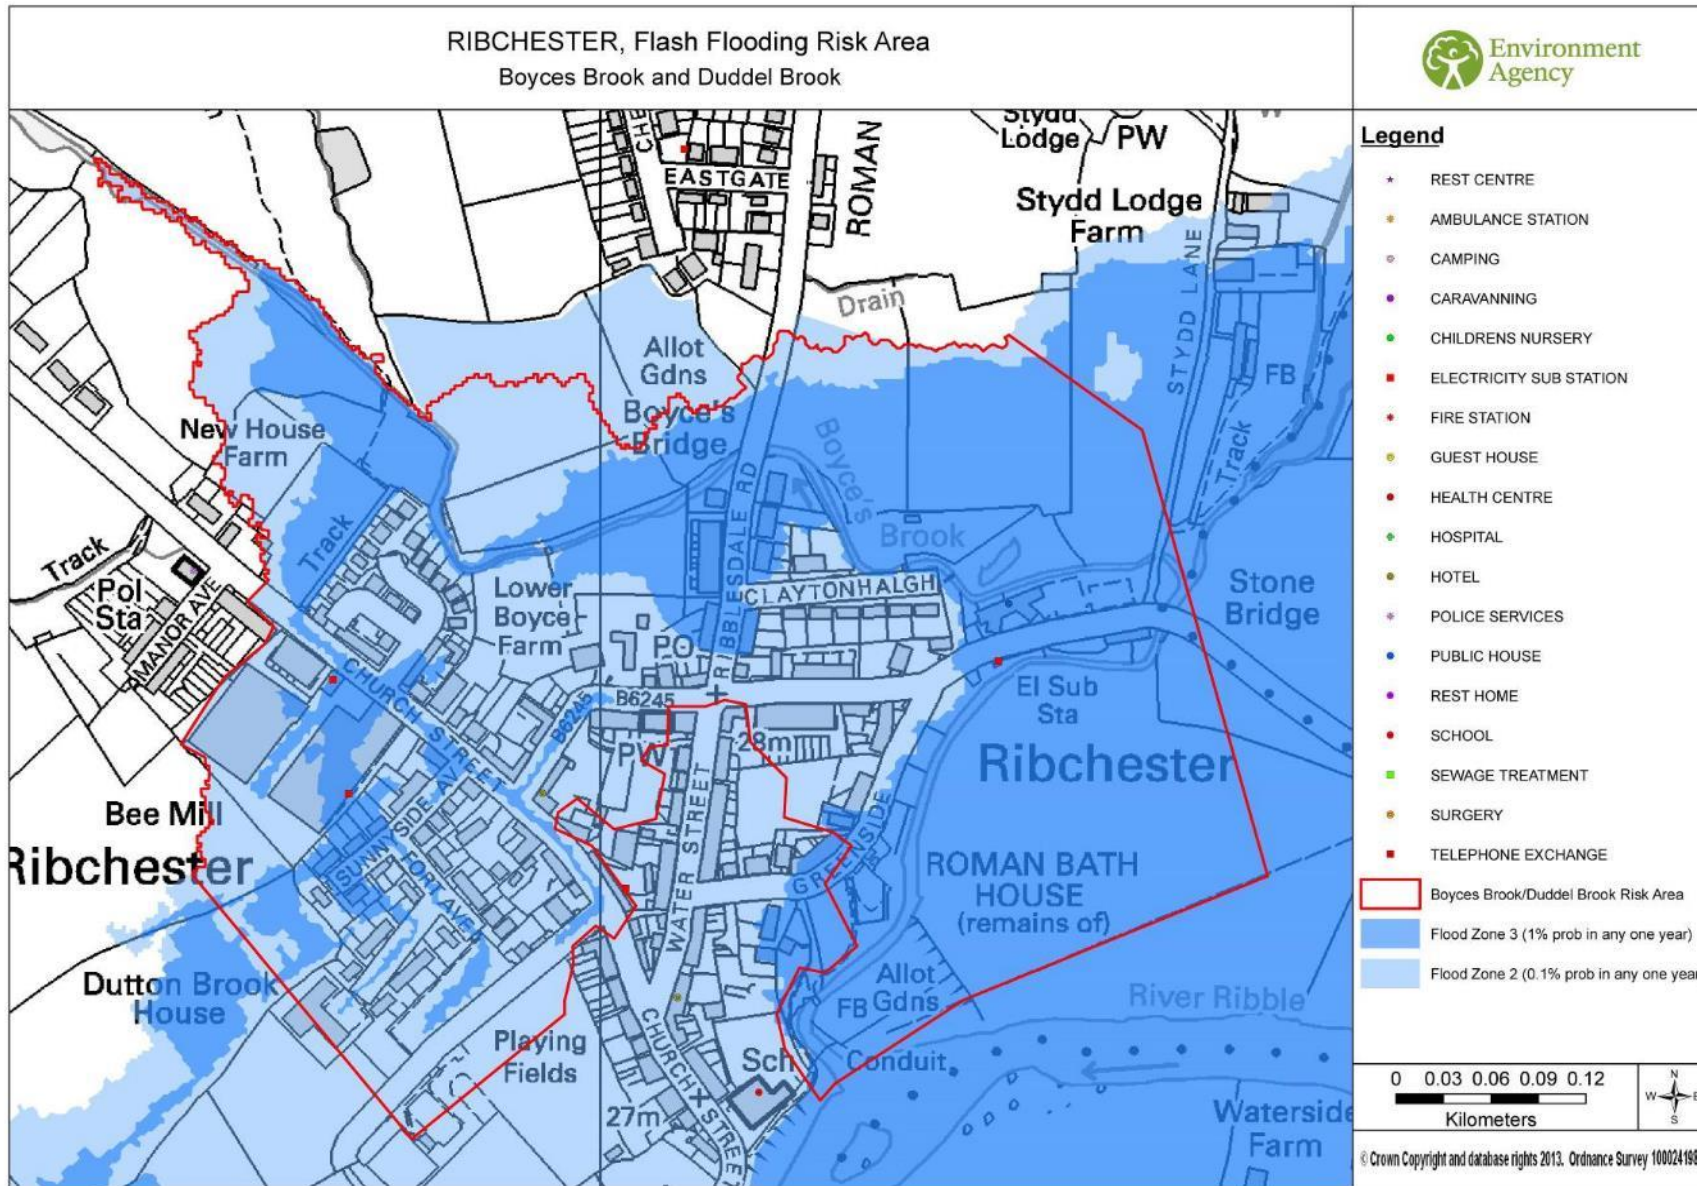 RIBCHESTER, Flash Flooding Risk Area
Boyces Brook and Duddel Brook
Environment
Agency
Legend
REST CENTRE
AMBULANCE STATION
CAMPING
CARAVANNING
CHILDRENS NURSERY
ELECTRICITY SUB STATION
FIRE STATION
GUEST HOUSE
HEALTH CENTRE
HOSPITAL
HOTEL
POLICE SERVICES
PUBLIC HOUSE
REST HOME
SCHOOL
SEWAGE TREATMENT
SURGERY
TELEPHONE EXCHANGE
Boyces Brook/Duddel Brook Risk Area
Flood Zone 3 (1% prob in any one year)
Flood Zone 2 (0.1% prob in any one year
0 0.03 0.06 0.09 0.12
Kilometers
N
W E
S
© Crown Copyright and database rights 2013. Ordnance Survey 100024198
Stydd
Lodge
PW
EASTGATE
ROMAN
Stydd Lodge
Farm
STYDD LANE
Drain
Allot
Gdns
Boyce's
Bridge
FB
Track
New House
Farm
Boyce's
Brook
Track
Track
Pol
Sta
MANOR AVE
Lower
Boyce
Farm
RIBBLESDALE RD
CLAYTONHALGH
Stone
Bridge
PO
CHURCH STREET
B6245
B6245
El Sub
Sta
PW
28m
Ribchester
Bee Mill
Ribchester
SUNNYSIDE AVE
FORT AVE
WATER STREET
GREENSIDE
ROMAN BATH
HOUSE
(remains of)
Dutton Brook
House
Allot
Gdns
FB
River Ribble
Playing
Fields
CHURCH STREET
Sch
Conduit
27m
Waterside
Farm